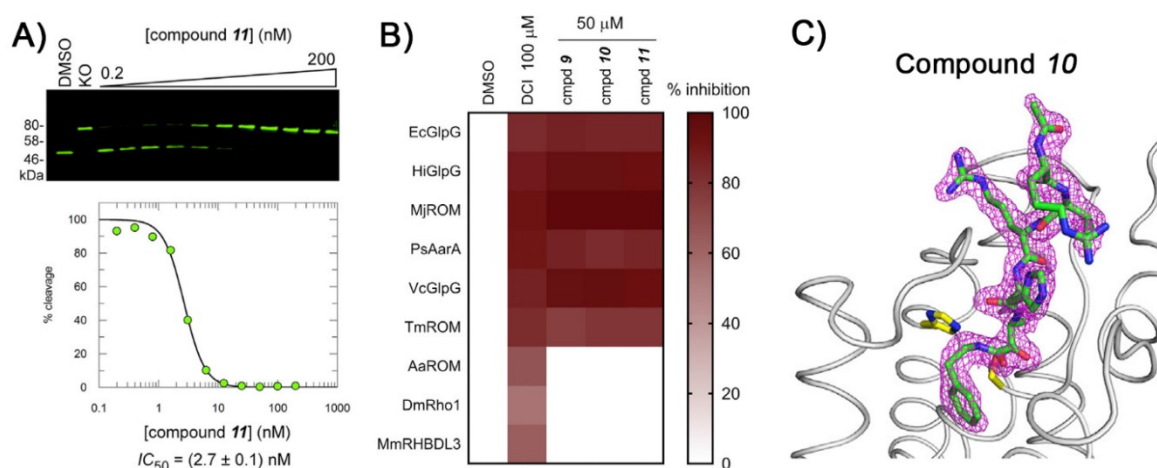 A)
[compound 11] (nM)
DMSO
KO
0.2
200
80-
58-
46-
kDa
100
80
60
40
20
0
% cleavage
0.1
1
10
100
1000
[compound 11] (nM)
IC50 = (2.7 ± 0.1) nM
B)
DMSO
DCI 100 μM
50 μM
cmpd 9
cmpd 10
cmpd 11
% inhibition
EcGlpG
HiGlpG
MjROM
PsAarA
VcGlpG
TmROM
AaROM
DmRho1
MmRHBDL3
100
80
60
40
20
0
C)
Compound 10